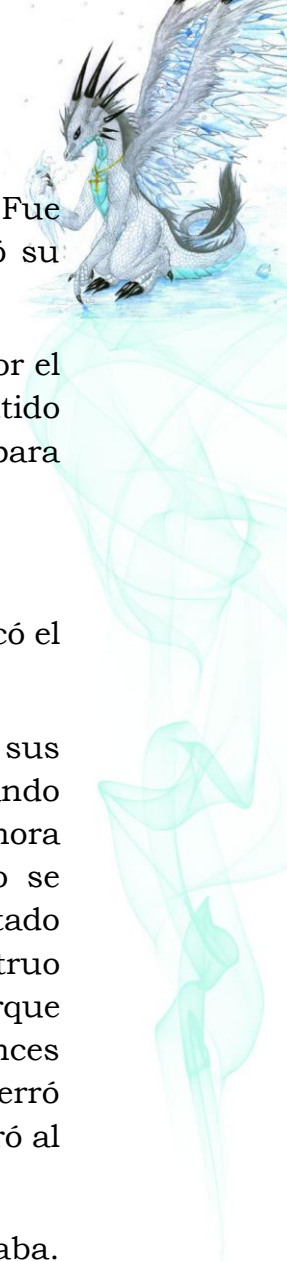 Fue
ó su
or el
tido
para
có el
sus
ndo
hora
o se
tado
truo
rque
nces
erró
ró al
aba.